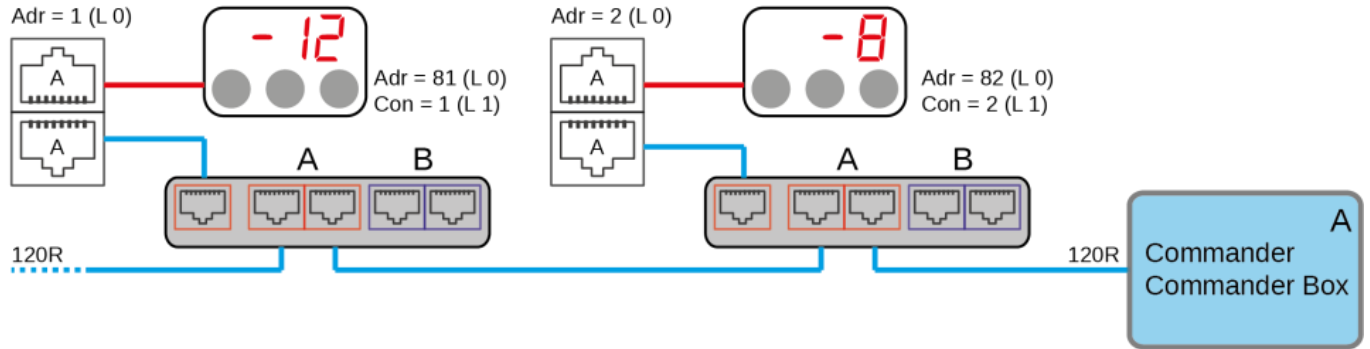 Adr = 1 (L 0)
A
A
-12
Adr = 81 (L 0)
Con = 1 (L 1)
A B
120R
Adr = 2 (L 0)
A
A
-8
Adr = 82 (L 0)
Con = 2 (L 1)
A B
120R
A
Commander
Commander Box